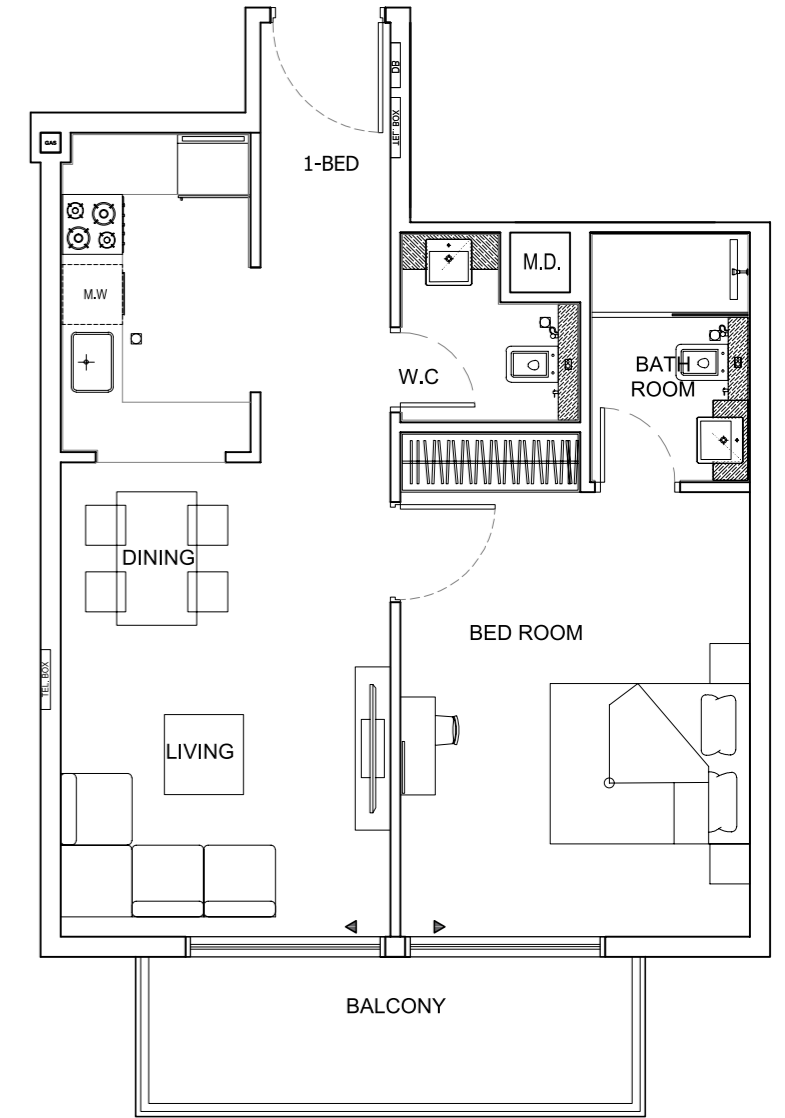 DB
TEL. BOX
1-BED
GAS
M.D.
M.W
W.C
BATH
ROOM
DINING
BED ROOM
TEL. BOX
LIVING
BALCONY